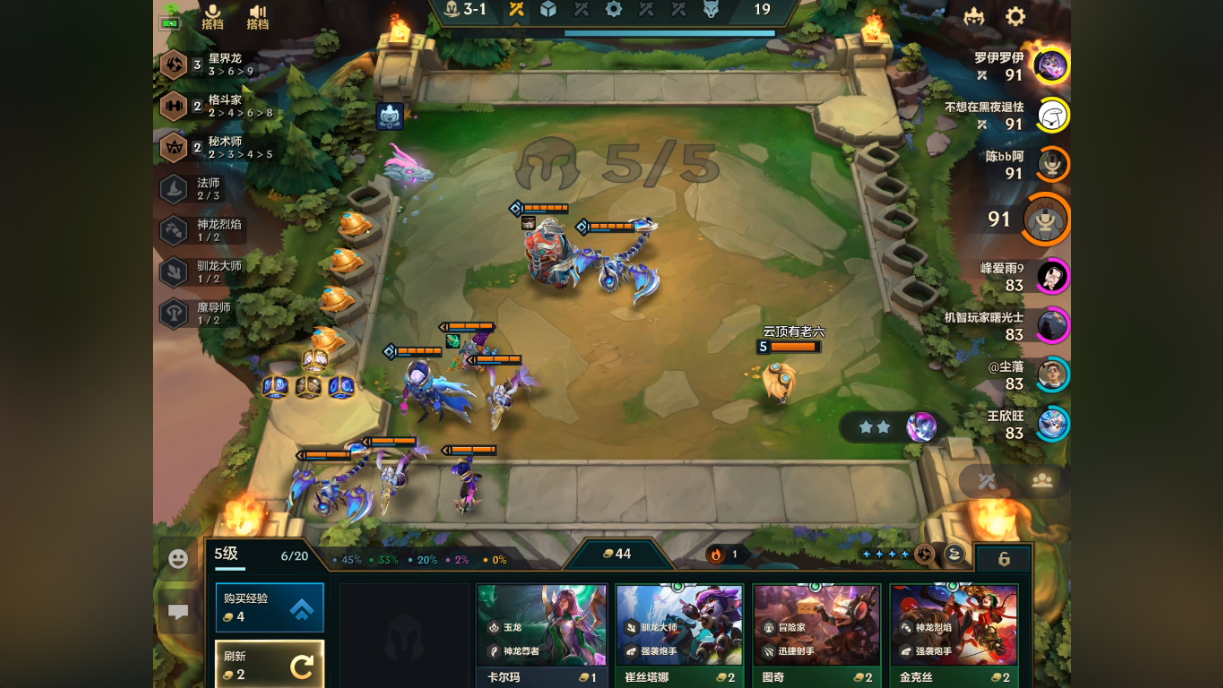 搭档
搭档
3-1
19
3 星界龙
3 > 6 > 9
2 格斗家
2 > 4 > 6 > 8
2 秘术师
2 > 3 > 4 > 5
法师
2 / 3
神龙烈焰
1 / 2
驯龙大师
1 / 2
魔导师
1 / 2
5/5
罗伊罗伊
91
不想在黑夜退怯
91
陈bb阿
91
91
峰爱雨9
83
机智玩家曙光士
83
@尘落
83
王欣旺
83
云顶有老六
5
5级
6/20
45% 33% 20% 2% 0%
44
1
6
购买经验
4
刷新
2
玉龙
神龙尊者
卡尔玛 1
驯龙大师
强袭炮手
崔丝塔娜 2
冒险家
迅捷射手
图奇 2
神龙烈焰
强袭炮手
金克丝 2